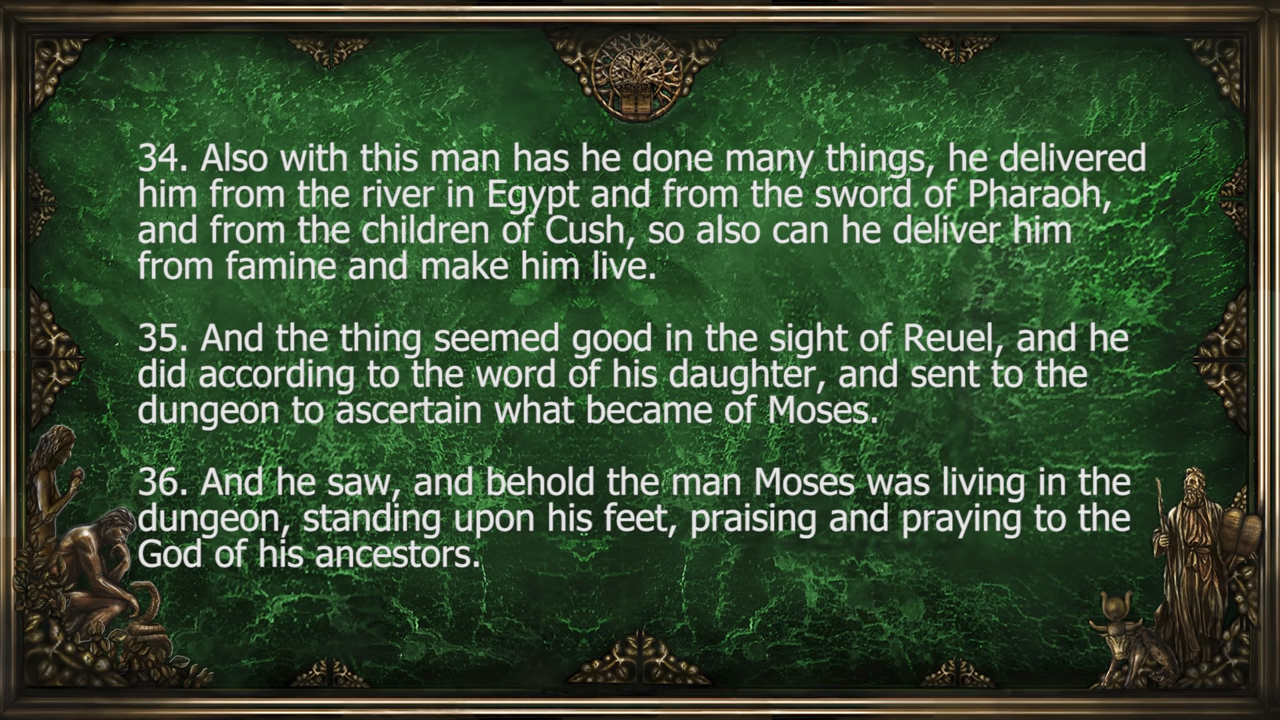 34. Also with this man has he done many things, he delivered
him from the river in Egypt and from the sword of Pharaoh,
and from the children of Cush, so also can he deliver him
from famine and make him live.
35. And the thing seemed good in the sight of Reuel, and he
did according to the word of his daughter, and sent to the
dungeon to ascertain what became of Moses.
36. And he saw, and behold the man Moses was living in the
dungeon, standing upon his feet, praising and praying to the
God of his ancestors.